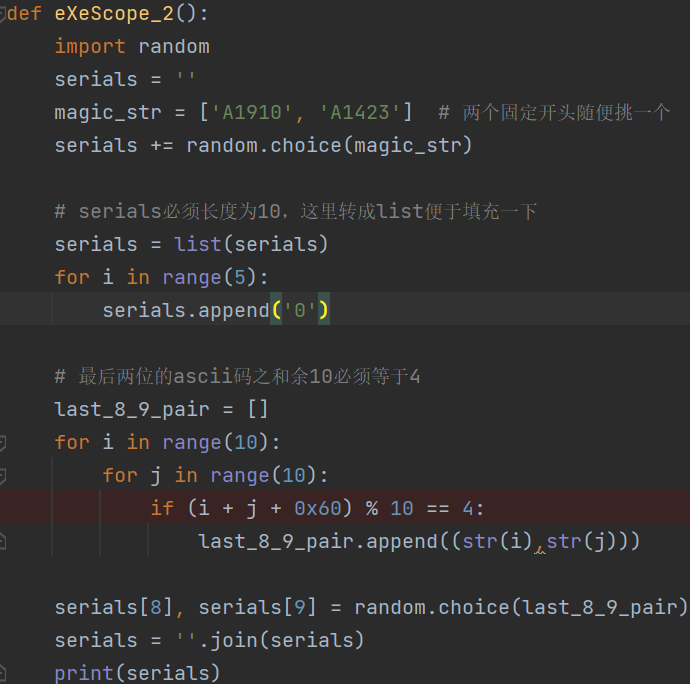 def eXeScope_2():
    import random
    serials = ''
    magic_str = ['A1910', 'A1423']  # 两个固定开头随便挑一个
    serials += random.choice(magic_str)

    # serials必须长度为10，这里转成list便于填充一下
    serials = list(serials)
    for i in range(5):
        serials.append('0')

    # 最后两位的ascii码之和余10必须等于4
    last_8_9_pair = []
    for i in range(10):
        for j in range(10):
            if (i + j + 0x60) % 10 == 4:
                last_8_9_pair.append((str(i),str(j)))

    serials[8], serials[9] = random.choice(last_8_9_pair)
    serials = ''.join(serials)
    print(serials)